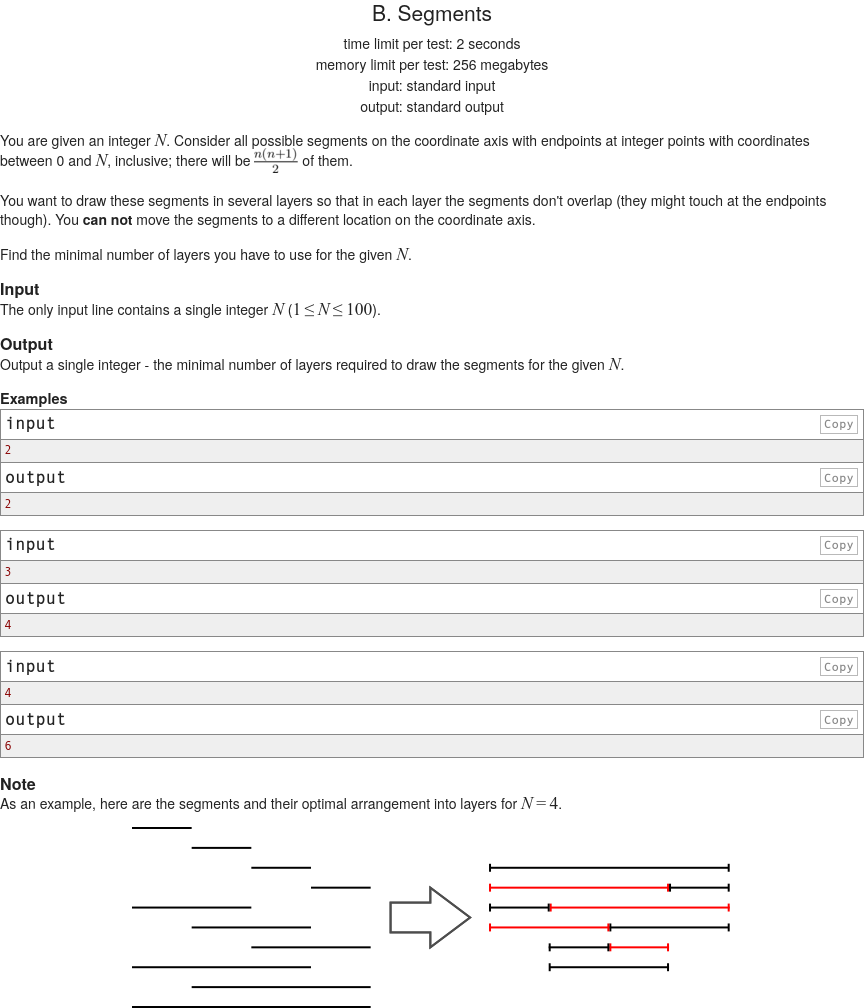 B. Segments
time limit per test: 2 seconds
memory limit per test: 256 megabytes
input: standard input
output: standard output
You are given an integer N. Consider all possible segments on the coordinate axis with endpoints at integer points with coordinates
between 0 and N, inclusive; there will be n(n+1)/2 of them.
You want to draw these segments in several layers so that in each layer the segments don't overlap (they might touch at the endpoints
though). You can not move the segments to a different location on the coordinate axis.
Find the minimal number of layers you have to use for the given N.
Input
The only input line contains a single integer N (1 ≤ N ≤ 100).
Output
Output a single integer - the minimal number of layers required to draw the segments for the given N.
Examples
input Copy
2
output Copy
2
input Copy
3
output Copy
4
input Copy
4
output Copy
6
Note
As an example, here are the segments and their optimal arrangement into layers for N = 4.